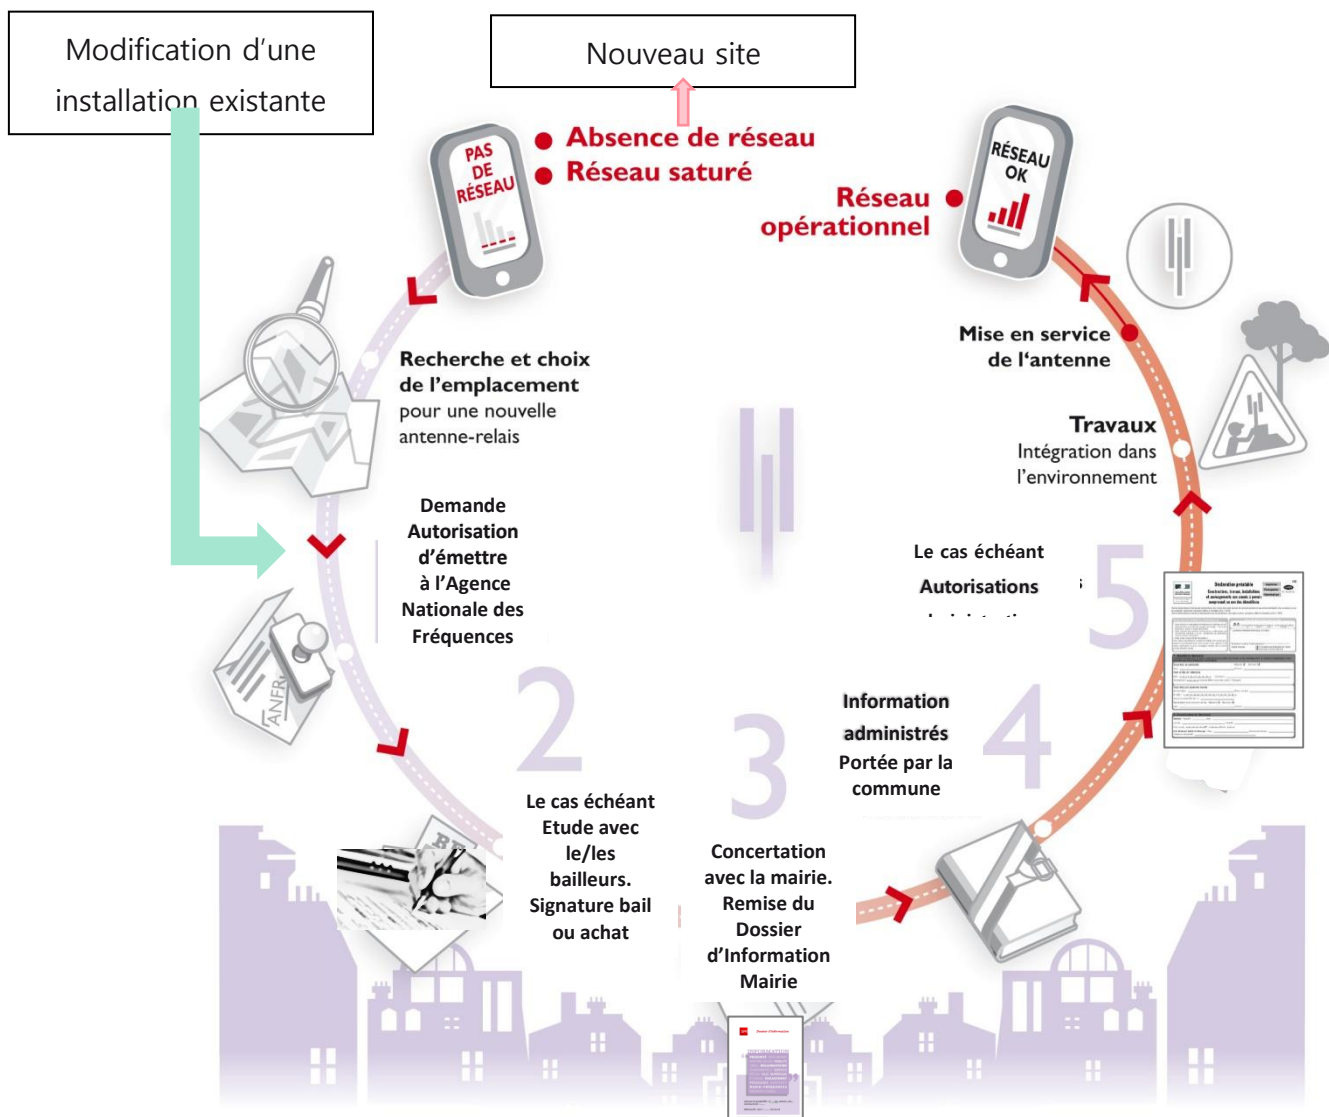 Modification d'une
installation existante
Nouveau site
PAS
DE
RÉSEAU
Absence de réseau
Réseau saturé
RÉSEAU
OK
Réseau
opérationnel
Recherche et choix
de l'emplacement
pour une nouvelle
antenne-relais
Mise en service
de l'antenne
Travaux
Intégration dans
l'environnement
Demande
Autorisation
d'émettre
à l'Agence
Nationale des
Fréquences
ANFR
2
Le cas échéant
Etude avec
le/les
bailleurs.
Signature bail
ou achat
3
Concertation
avec la mairie.
Remise du
Dossier
d'Information
Mairie
4
Information
administrés
Portée par la
commune
5
Le cas échéant
Autorisations
Déclaration préalable
Dossier d'Information